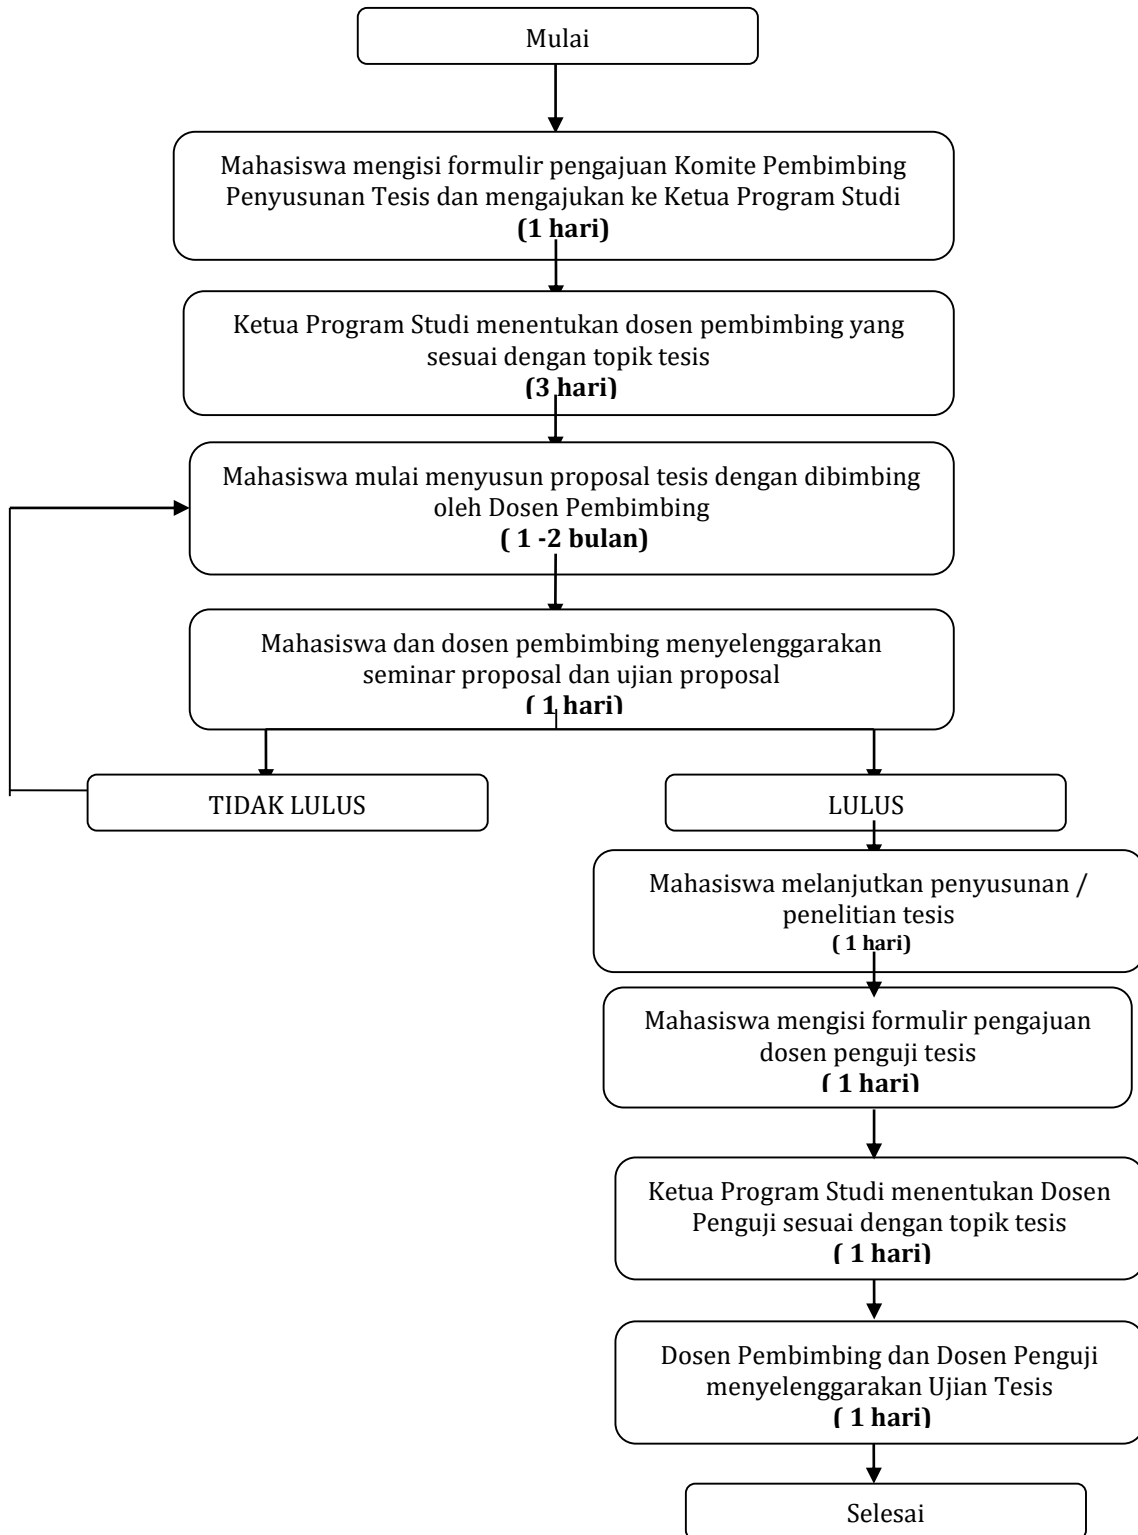 Mulai
Mahasiswa mengisi formulir pengajuan Komite Pembimbing
Penyusunan Tesis dan mengajukan ke Ketua Program Studi
(1 hari)
Ketua Program Studi menentukan dosen pembimbing yang
sesuai dengan topik tesis
(3 hari)
Mahasiswa mulai menyusun proposal tesis dengan dibimbing
oleh Dosen Pembimbing
( 1 -2 bulan)
Mahasiswa dan dosen pembimbing menyelenggarakan
seminar proposal dan ujian proposal
( 1 hari)
TIDAK LULUS
LULUS
Mahasiswa melanjutkan penyusunan /
penelitian tesis
( 1 hari)
Mahasiswa mengisi formulir pengajuan
dosen penguji tesis
( 1 hari)
Ketua Program Studi menentukan Dosen
Penguji sesuai dengan topik tesis
( 1 hari)
Dosen Pembimbing dan Dosen Penguji
menyelenggarakan Ujian Tesis
( 1 hari)
Selesai